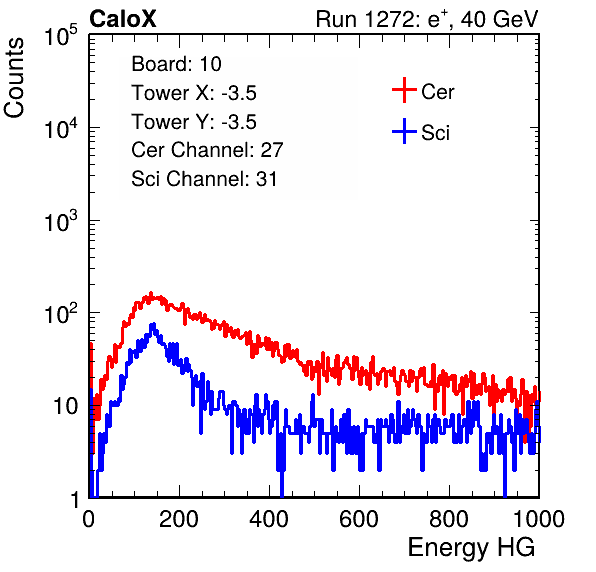 CaloX Run 1272: e⁺, 40 GeV
Counts
Board: 10
Tower X: -3.5
Tower Y: -3.5
Cer Channel: 27
Sci Channel: 31
Cer
Sci
10⁵
10⁴
10³
10²
10
1
0 200 400 600 800 1000
Energy HG